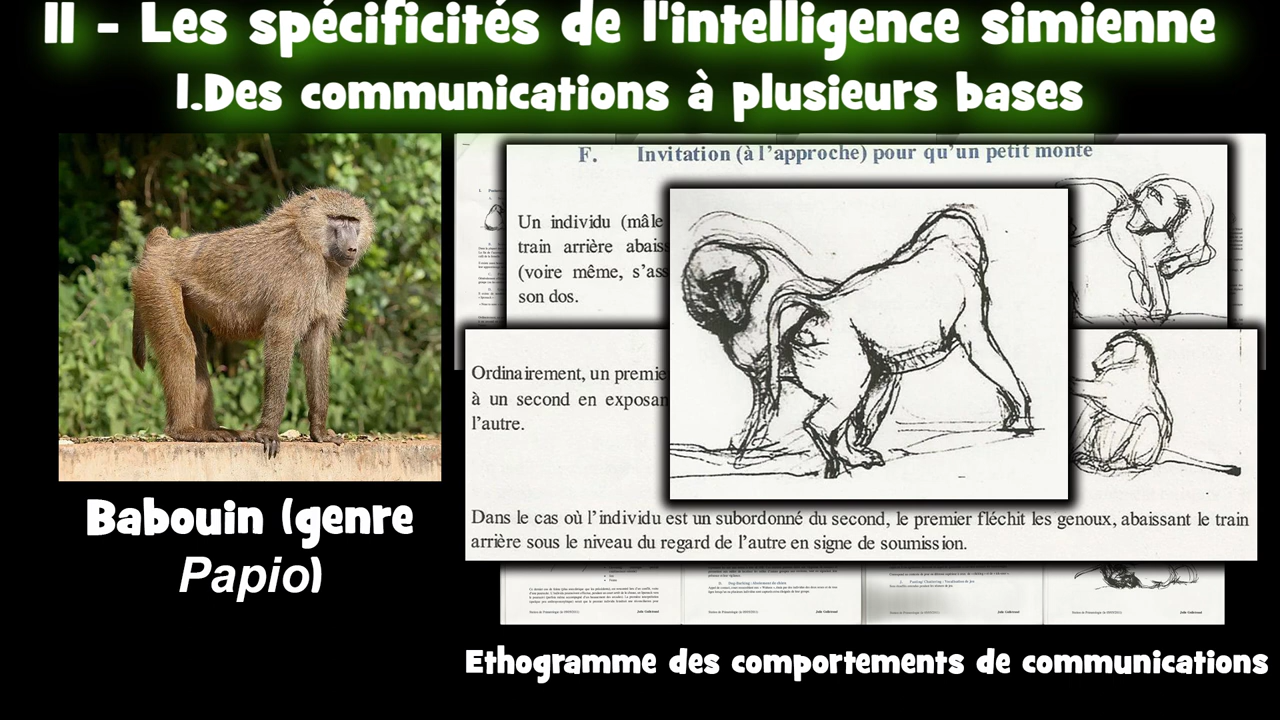 II - Les spécificités de l'intelligence simienne
1.Des communications à plusieurs bases
F. Invitation (à l'approche) pour qu'un petit monte
Un individu (mâle
train arrière abaiss
(voire même, s'ass
son dos.
Ordinairement, un premie
à un second en exposan
l'autre.
Dans le cas où l'individu est un subordonné du second, le premier fléchit les genoux, abaissant le train
arrière sous le niveau du regard de l'autre en signe de soumission.
Babouin (genre
Papio)
Ethogramme des comportements de communications